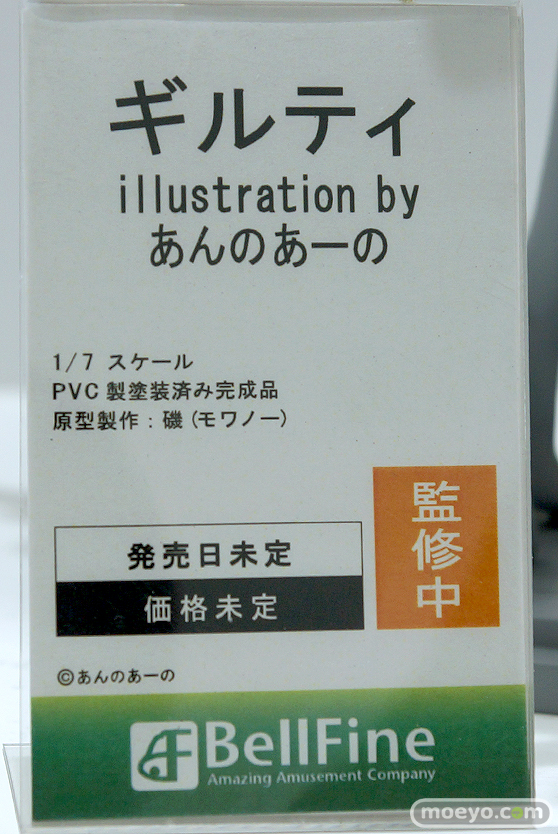 ギルティ
illustration by
あんのあーの
1/7 スケール
PVC製塗装済み完成品
原型製作：磯(モワノー)
監修中
発売日未定
価格未定
©あんのあーの
BellFine
Amazing Amusement Company
moeyo.com